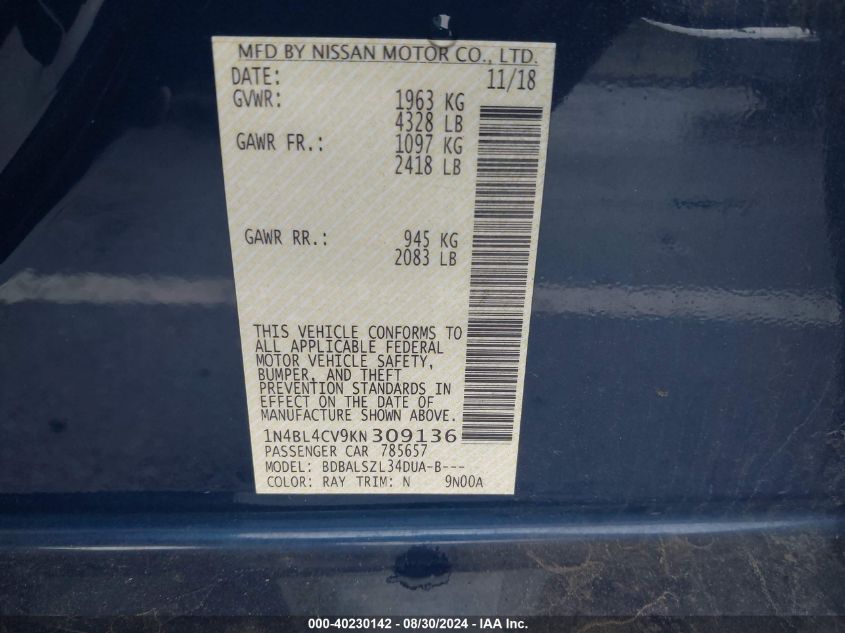 MFD BY NISSAN MOTOR CO., LTD.
DATE: 11/18
GVWR: 1963 KG
4328 LB
GAWR FR.: 1097 KG
2418 LB
GAWR RR.: 945 KG
2083 LB
THIS VEHICLE CONFORMS TO
ALL APPLICABLE FEDERAL
MOTOR VEHICLE SAFETY,
BUMPER, AND THEFT
PREVENTION STANDARDS IN
EFFECT ON THE DATE OF
MANUFACTURE SHOWN ABOVE.
1N4BL4CV9KN309136
PASSENGER CAR 785657
MODEL: BDBALSZL34DUA-B---
COLOR: RAY TRIM: N 9N00A
000-40230142 - 08/30/2024 - IAA Inc.